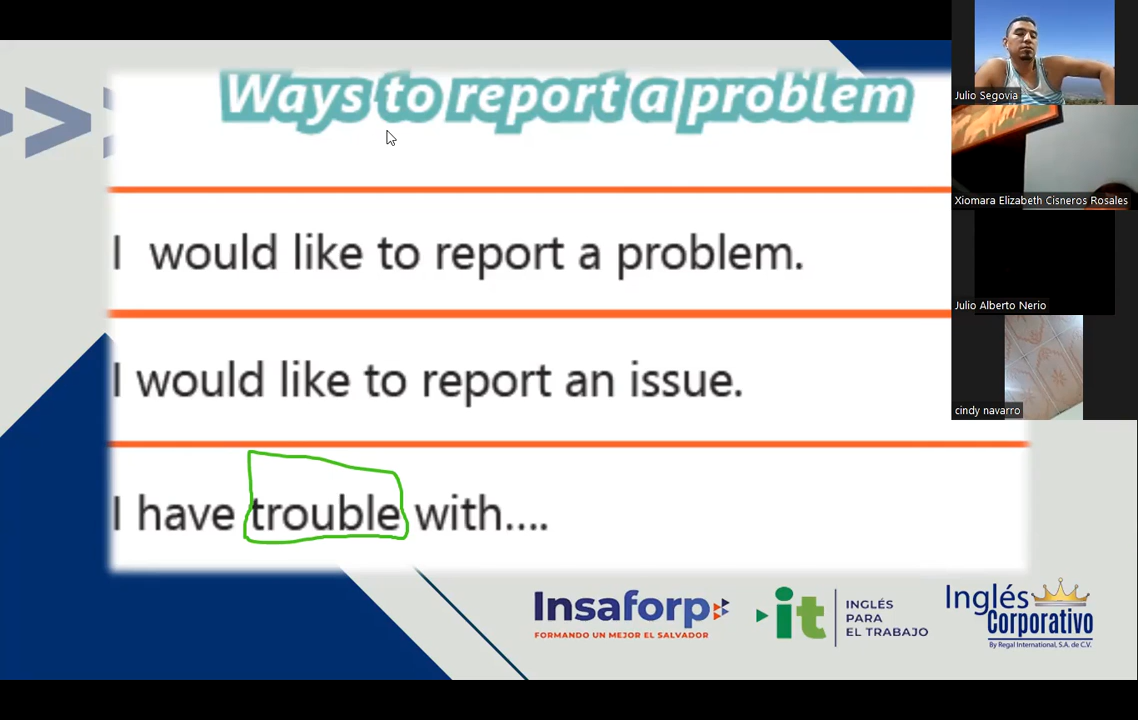 Ways to report a problem
I would like to report a problem.
I would like to report an issue.
I have trouble with....
Julio Segovia
Xiomara Elizabeth Cisneros Rosales
Julio Alberto Nerio
cindy navarro
Insaforp
FORMANDO UN MEJOR EL SALVADOR
it
INGLÉS
PARA
EL TRABAJO
Inglés
Corporativo
By Regal International, S.A. de C.V.